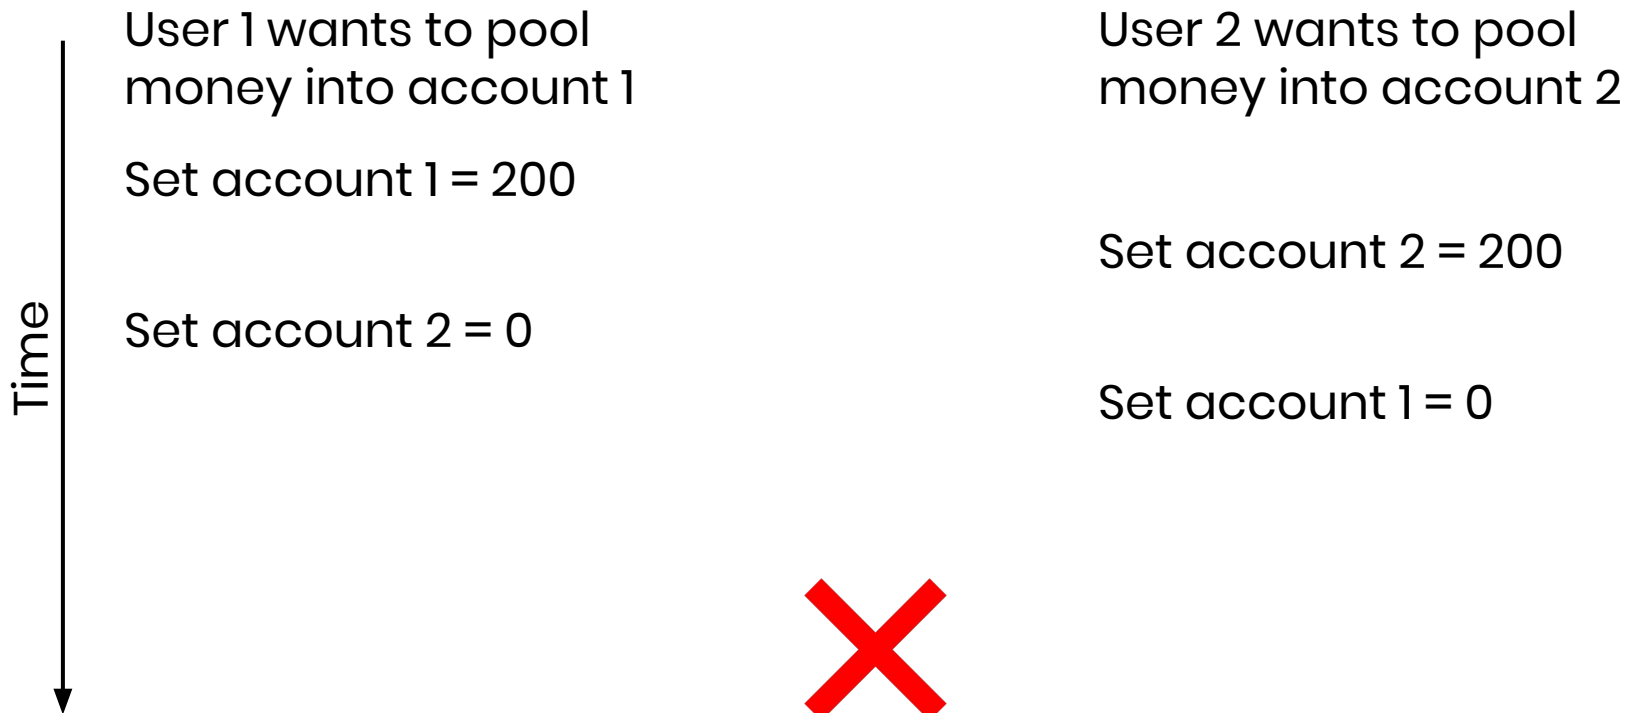 User 1 wants to pool
money into account 1
User 2 wants to pool
money into account 2
Set account 1 = 200
Set account 2 = 200
Set account 2 = 0
Set account 1 = 0
Time